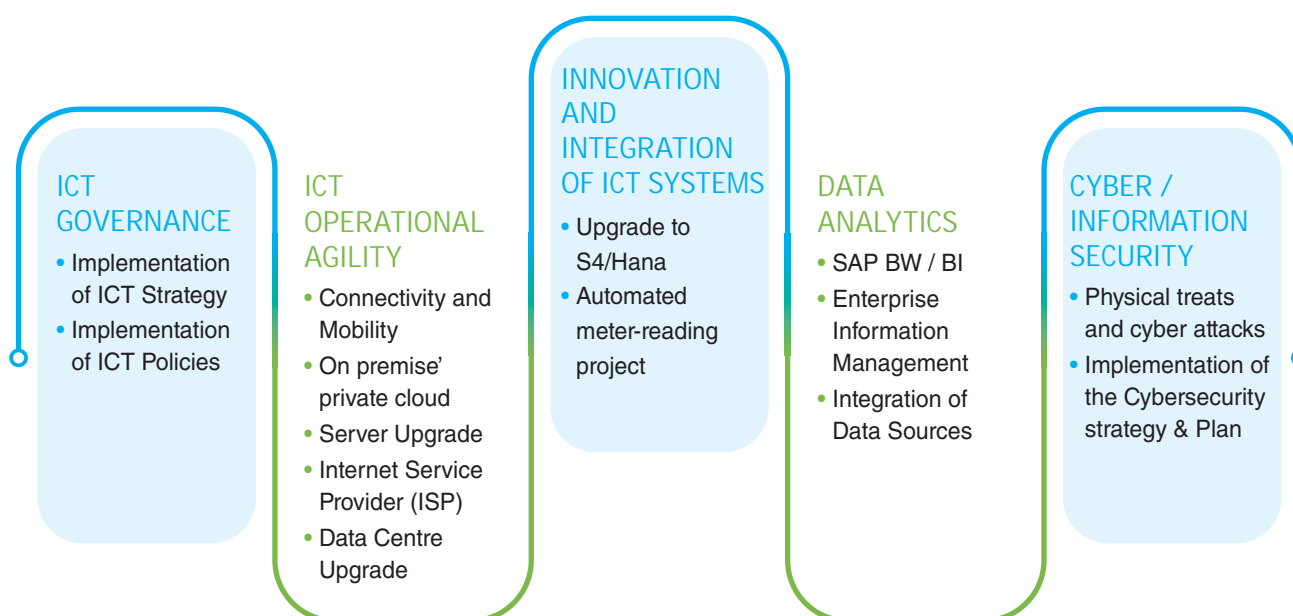 ICT
GOVERNANCE
• Implementation
of ICT Strategy
• Implementation
of ICT Policies
ICT
OPERATIONAL
AGILITY
• Connectivity and
Mobility
• On premise’
private cloud
• Server Upgrade
• Internet Service
Provider (ISP)
• Data Centre
Upgrade
INNOVATION
AND
INTEGRATION
OF ICT SYSTEMS
• Upgrade to
S4/Hana
• Automated
meter-reading
project
DATA
ANALYTICS
• SAP BW / BI
• Enterprise
Information
Management
• Integration of
Data Sources
CYBER /
INFORMATION
SECURITY
• Physical treats
and cyber attacks
• Implementation of
the Cybersecurity
strategy & Plan